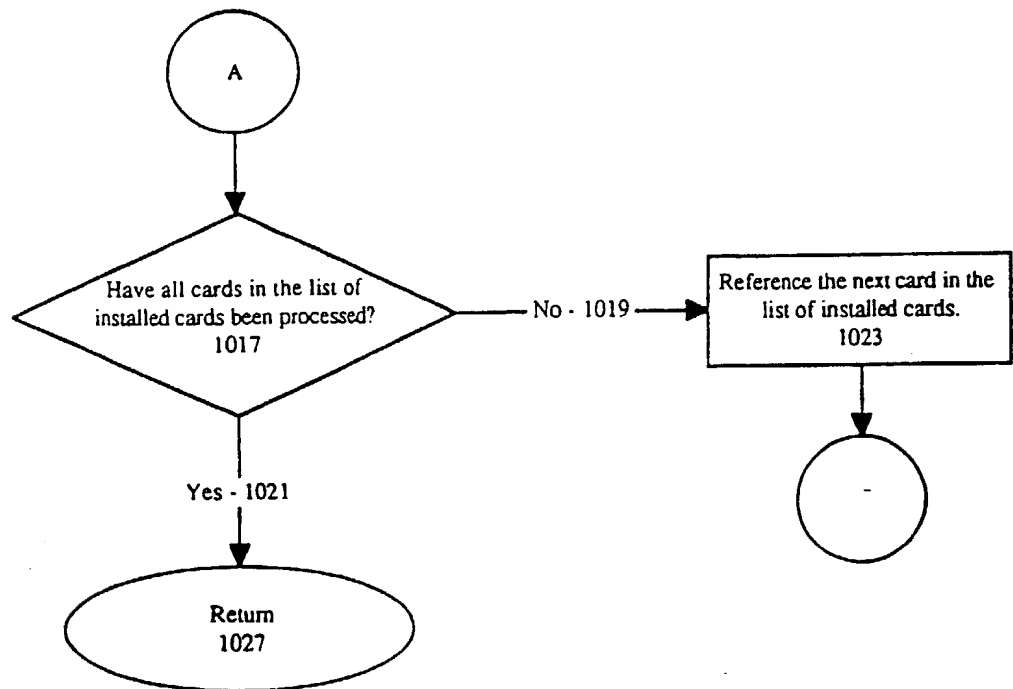 A
Have all cards in the list of
installed cards been processed?
1017
No - 1019
Reference the next card in the
list of installed cards.
1023
-
Yes - 1021
Return
1027